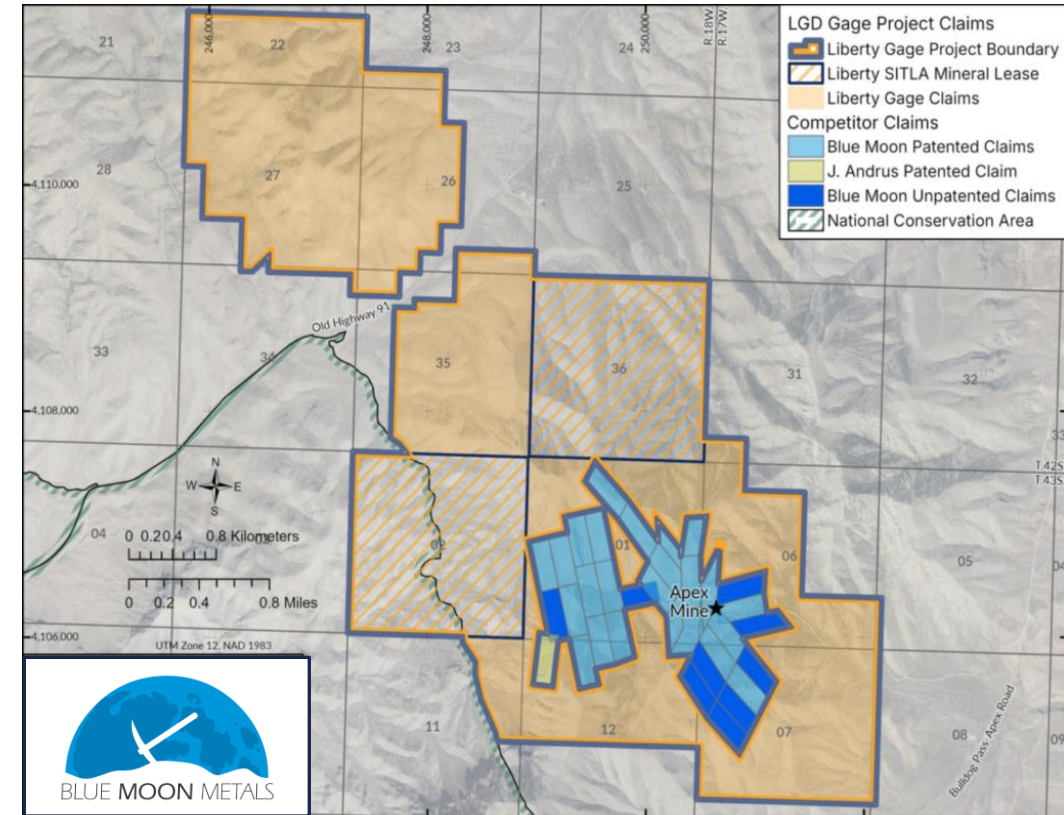 246,000
248,000
250,000
R.18W.
R.17W.
21
22
23
24
LGD Gage Project Claims
Liberty Gage Project Boundary
Liberty SITLA Mineral Lease
Liberty Gage Claims
Competitor Claims
Blue Moon Patented Claims
J. Andrus Patented Claim
Blue Moon Unpatented Claims
National Conservation Area
28
27
26
25
4,110,000
Old Highway 91
33
34
35
36
31
32
33
4,108,000
T.42S.
T.43S.
N
W E
S
04
02
01
06
05
04
0 0.2 0.4 0.8 Kilometers
0 0.2 0.4 0.8 Miles
Apex
Mine
4,106,000
UTM Zone 12, NAD 1983
11
12
07
08
09
Bulldog Pass-Apex Road
BLUE MOON METALS